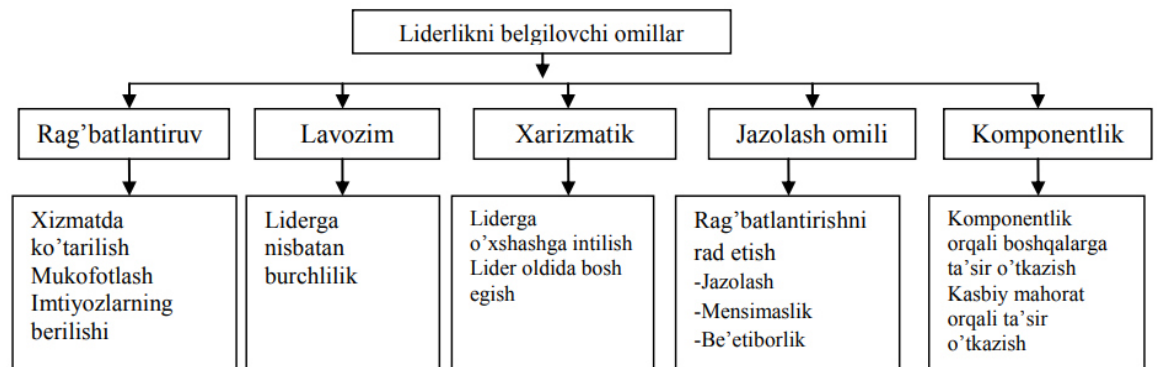 Liderlikni belgilovchi omillar
Rag’batlantiruv
Lavozim
Xarizmatik
Jazolash omili
Komponentlik
Xizmatda
ko’tarilish
Mukofotlash
Imtiyozlarning
berilishi
Liderga
nisbatan
burchlilik
Liderga
o’xshashga intilish
Lider oldida bosh
egish
Rag’batlantirishni
rad etish
-Jazolash
-Mensimaslik
-Be’etiborlik
Komponentlik
orqali boshqalarga
ta’sir o’tkazish
Kasbiy mahorat
orqali ta’sir
o’tkazish